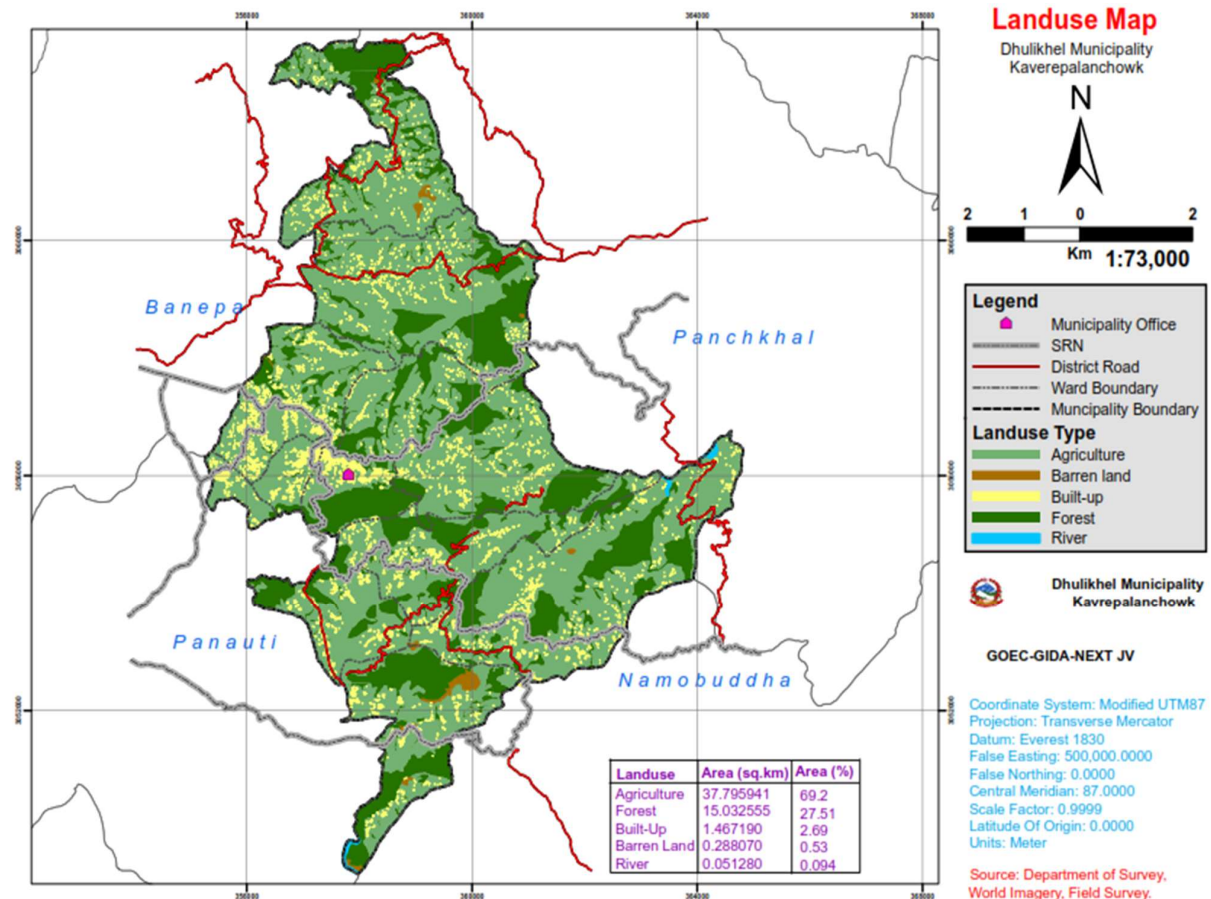 Landuse Map
Dhulikhel Municipality
Kaverepalanchowk
N
2 1 0 2
Km 1:73,000
Legend
Municipality Office
SRN
District Road
Ward Boundary
Muncipality Boundary
Landuse Type
Agriculture
Barren land
Built-up
Forest
River
Dhulikhel Municipality
Kavrepalanchowk
GOEC-GIDA-NEXT JV
Coordinate System: Modified UTM87
Projection: Transverse Mercator
Datum: Everest 1830
False Easting: 500,000.0000
False Northing: 0.0000
Central Meridian: 87.0000
Scale Factor: 0.9999
Latitude Of Origin: 0.0000
Units: Meter
Source: Department of Survey,
World Imagery, Field Survey.
Banepa
Panchkhal
Panauti
Namobuddha
Landuse Area (sq.km) Area (%)
Agriculture 37.795941 69.2
Forest 15.032555 27.51
Built-Up 1.467190 2.69
Barren Land 0.288070 0.53
River 0.051280 0.094